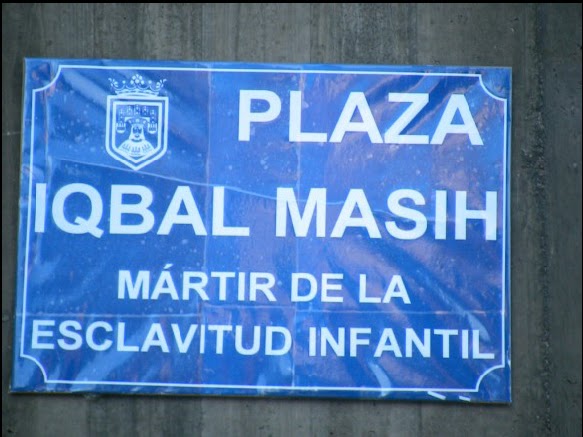 PLAZA
IQBAL MASIH
MÁRTIR DE LA
ESCLAVITUD INFANTIL